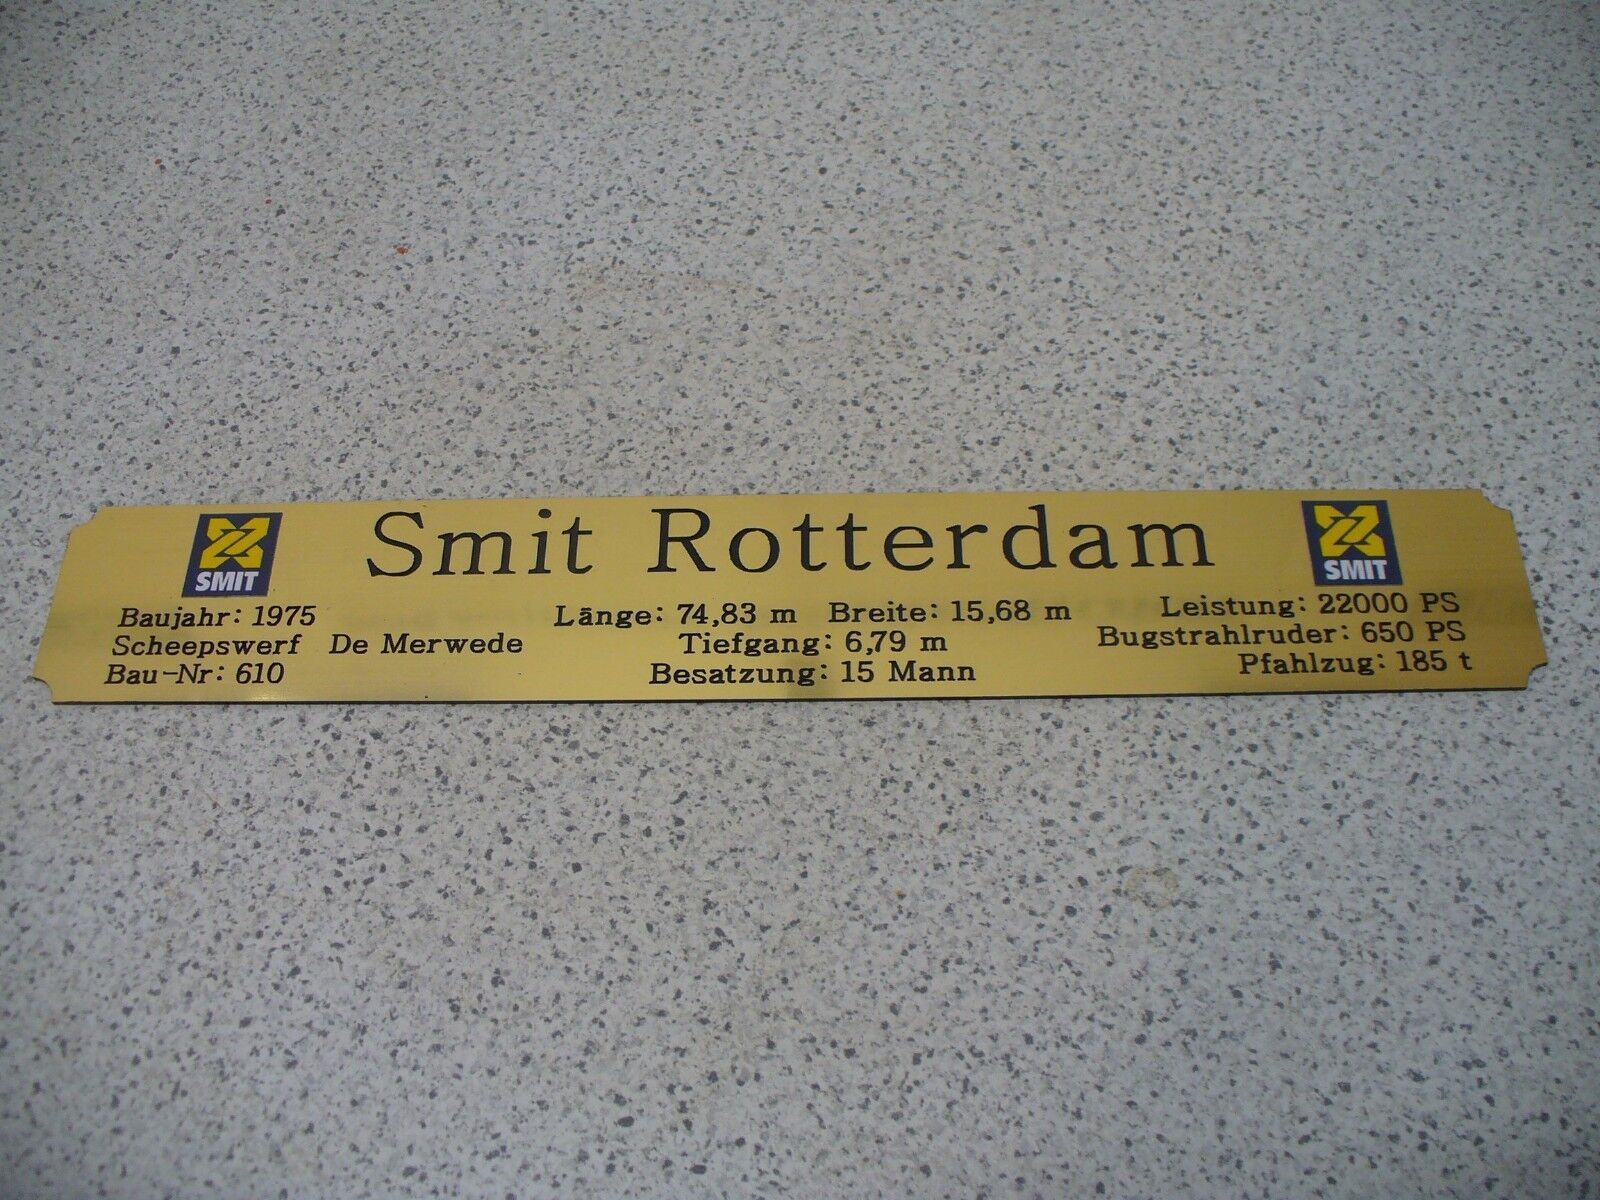 Smit Rotterdam
SMIT
SMIT
Baujahr: 1975
Scheepswerf De Merwede
Bau-Nr: 610
Länge: 74,83 m Breite: 15,68 m
Tiefgang: 6,79 m
Besatzung: 15 Mann
Leistung: 22000 PS
Bugstrahlruder: 650 PS
Pfahlzug: 185 t